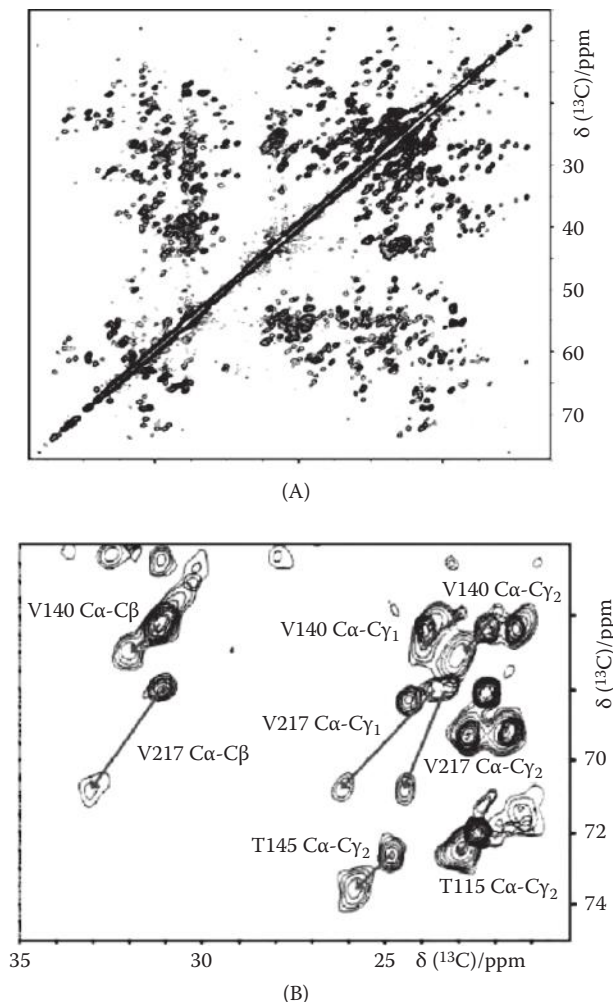 30
40
50
60
70
δ (¹³C)/ppm
(A)
V140 Cα-Cβ
V217 Cα-Cβ
V140 Cα-Cγ₂
V140 Cα-Cγ₁
V217 Cα-Cγ₁
V217 Cα-Cγ₂
T145 Cα-Cγ₂
T115 Cα-Cγ₂
70
72
74
δ (¹³C)/ppm
35
30
25
δ (¹³C)/ppm
(B)